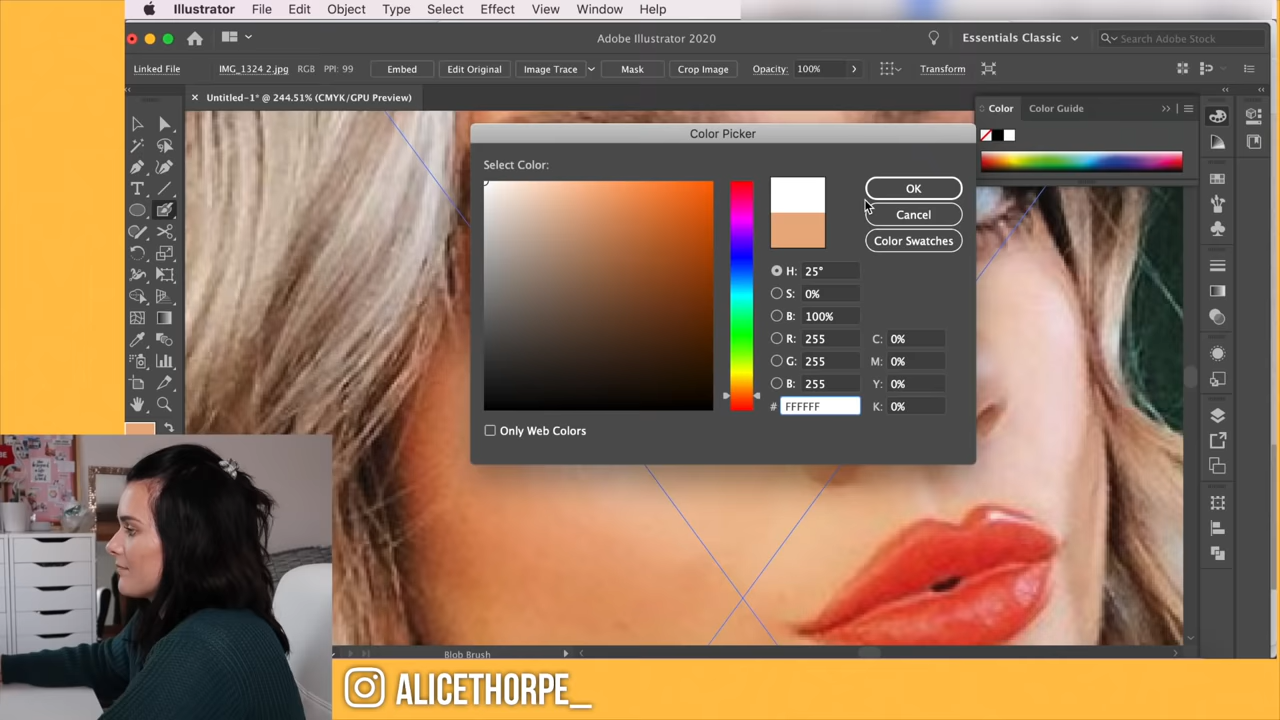 Illustrator File Edit Object Type Select Effect View Window Help
Adobe Illustrator 2020
Essentials Classic
Search Adobe Stock
Linked File IMG_1324 2.jpg RGB PPI: 99 Embed Edit Original Image Trace Mask Crop Image Opacity: 100% Transform
× Untitled-1* @ 244.51% (CMYK/GPU Preview)
Color Color Guide
Color Picker
Select Color:
OK
Cancel
Color Swatches
H: 25°
S: 0%
B: 100%
R: 255 C: 0%
G: 255 M: 0%
B: 255 Y: 0%
# FFFFFF K: 0%
Only Web Colors
Blob Brush
ALICETHORPE_